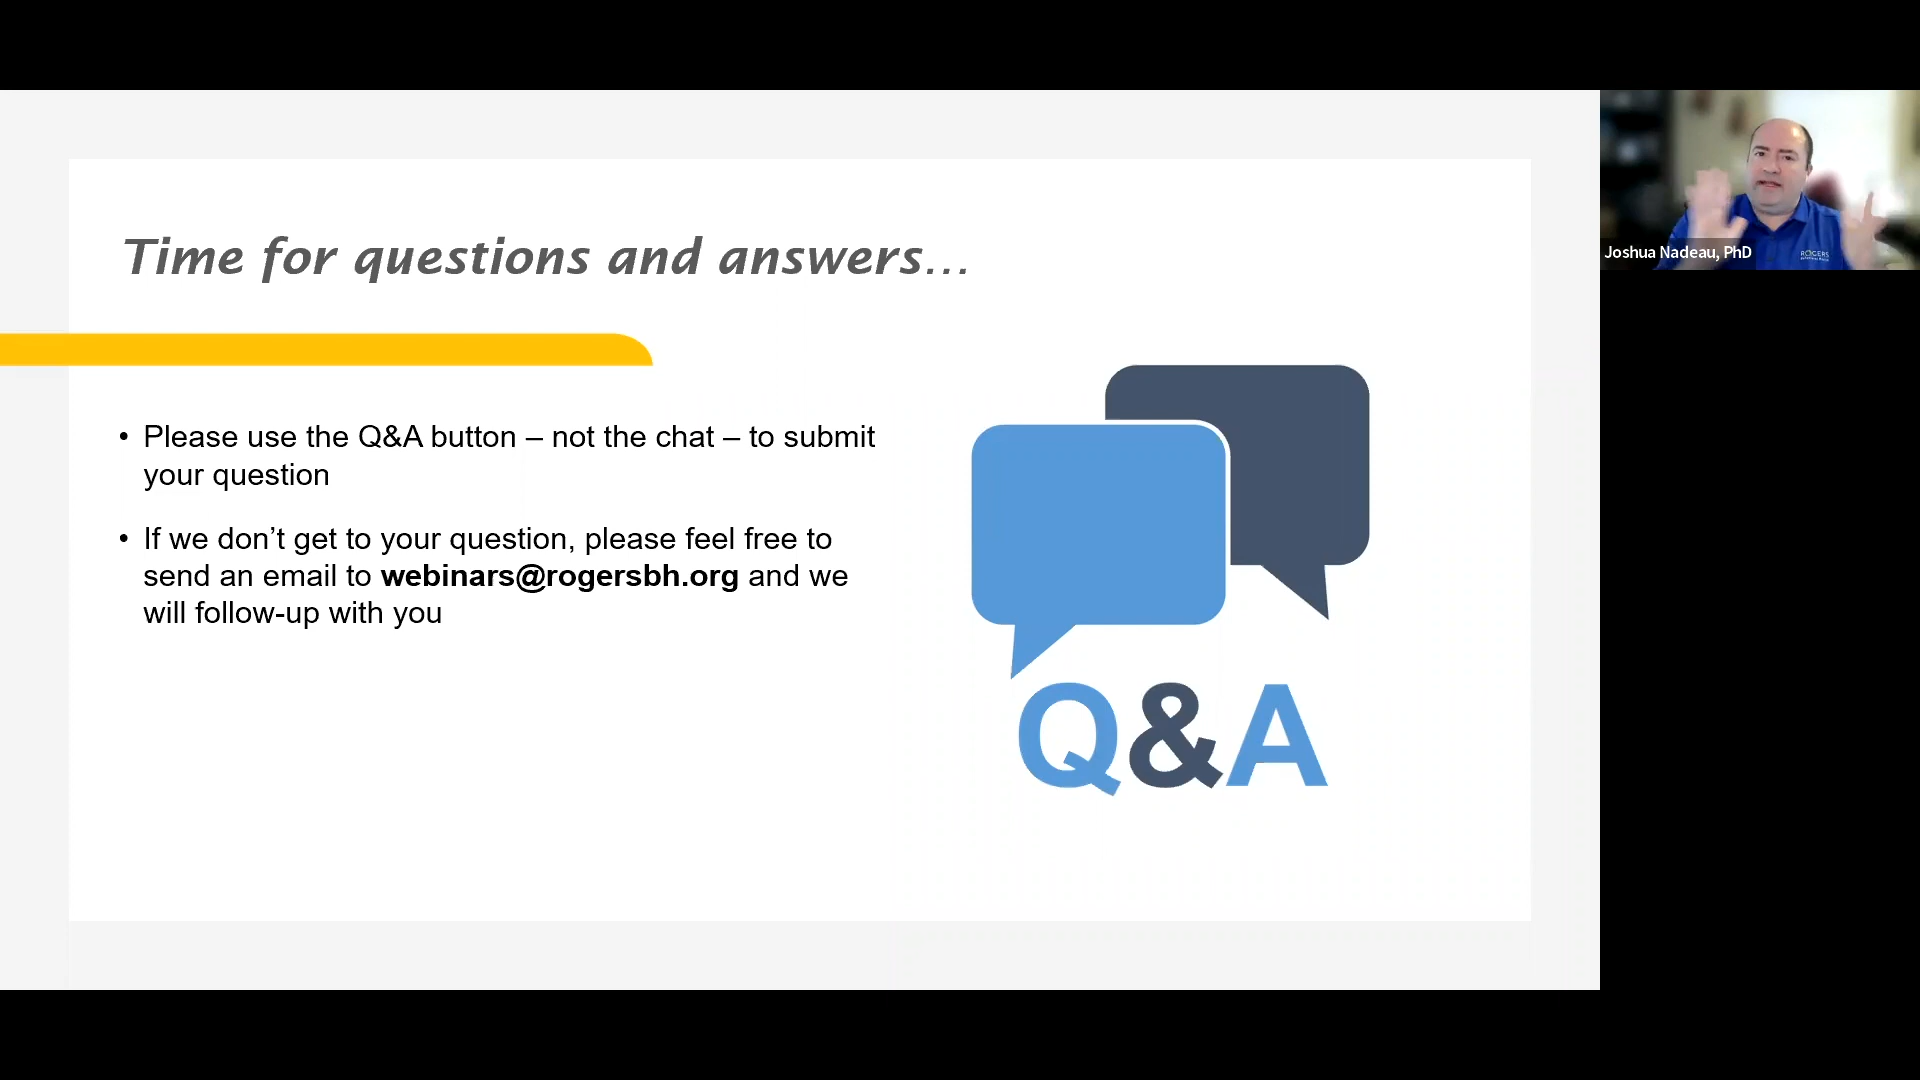 Time for questions and answers…
• Please use the Q&A button – not the chat – to submit
your question
• If we don’t get to your question, please feel free to
send an email to webinars@rogersbh.org and we
will follow-up with you
Q&A
Joshua Nadeau, PhD
ROGERS